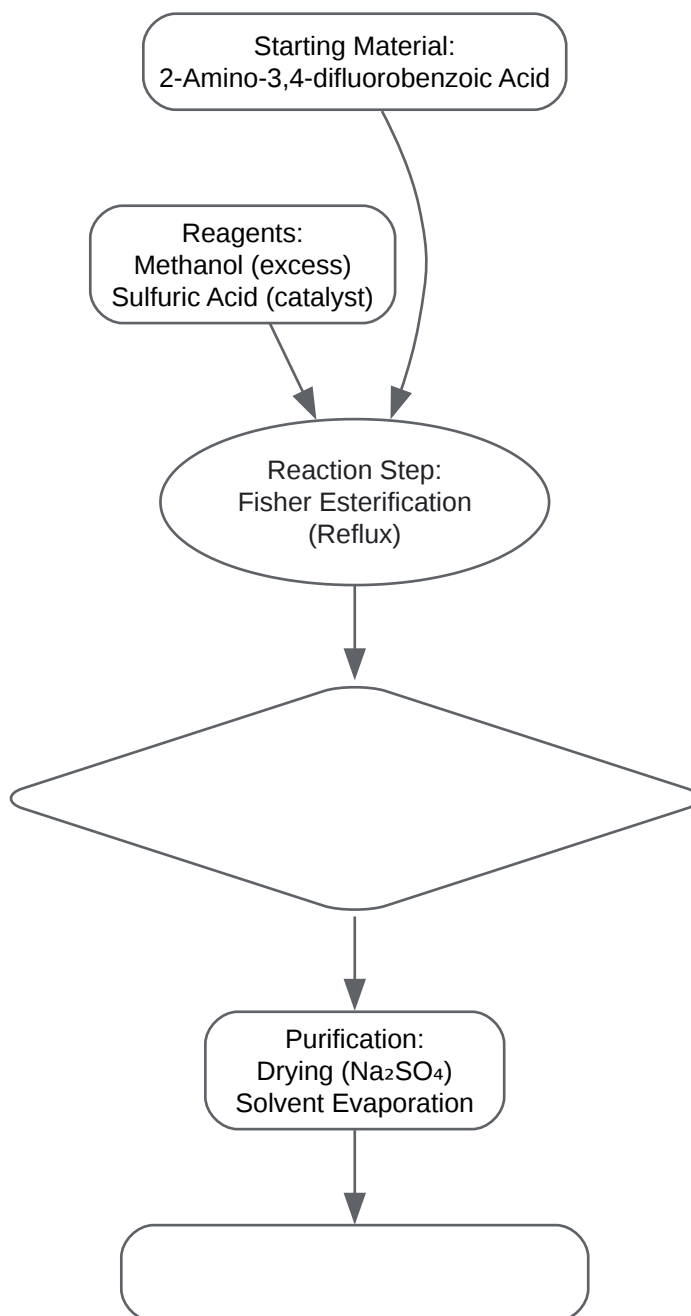 Starting Material:
2-Amino-3,4-difluorobenzoic Acid
Reagents:
Methanol (excess)
Sulfuric Acid (catalyst)
Reaction Step:
Fisher Esterification
(Reflux)
Purification:
Drying (Na₂SO₄)
Solvent Evaporation